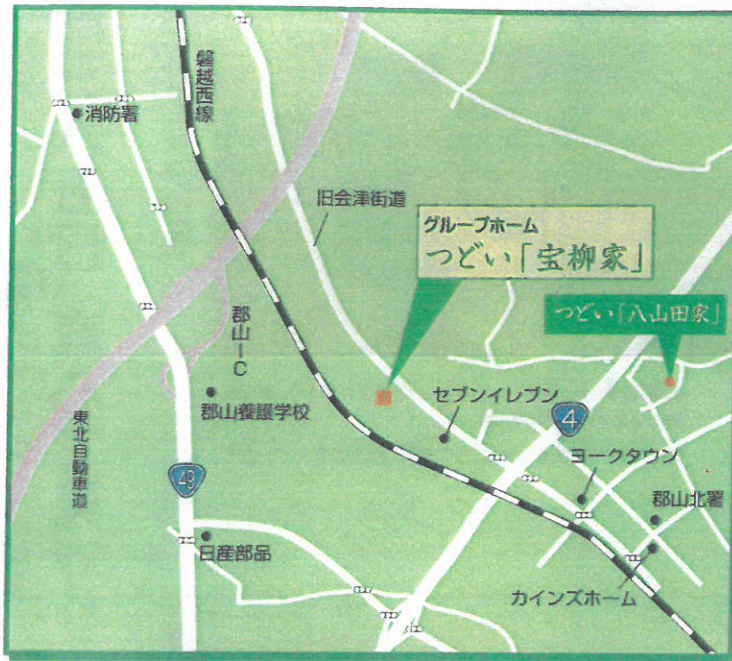 磐越西線
消防署
旧会津街道
グループホーム
つどい「宝柳家」
つどい「八山田家」
郡山IC
郡山養護学校
セブンイレブン
4
ヨークタウン
東北自動車道
49
郡山北署
日産部品
カインズホーム